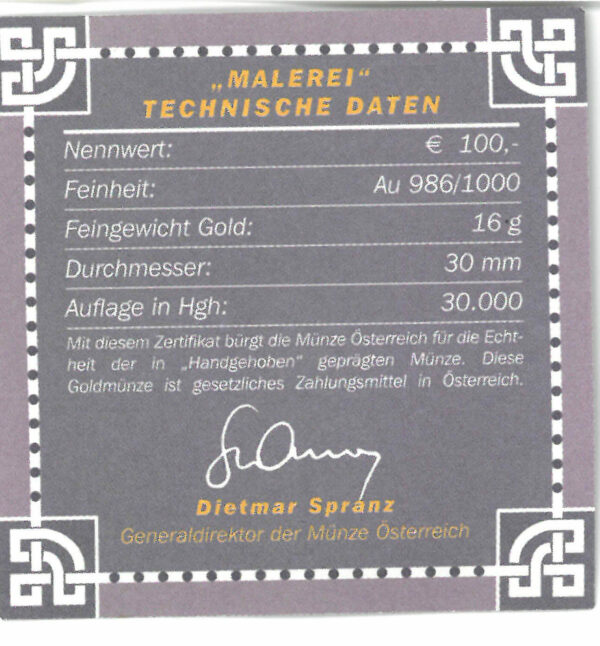 „MALEREI“
TECHNISCHE DATEN
Nennwert: € 100,-
Feinheit: Au 986/1000
Feingewicht Gold: 16 g
Durchmesser: 30 mm
Auflage in Hgh: 30.000
Mit diesem Zertifikat bürgt die Münze Österreich für die Echt-
heit der in „Handgehoben“ geprägten Münze. Diese
Goldmünze ist gesetzliches Zahlungsmittel in Österreich.
Dietmar Spranz
Generaldirektor der Münze Österreich